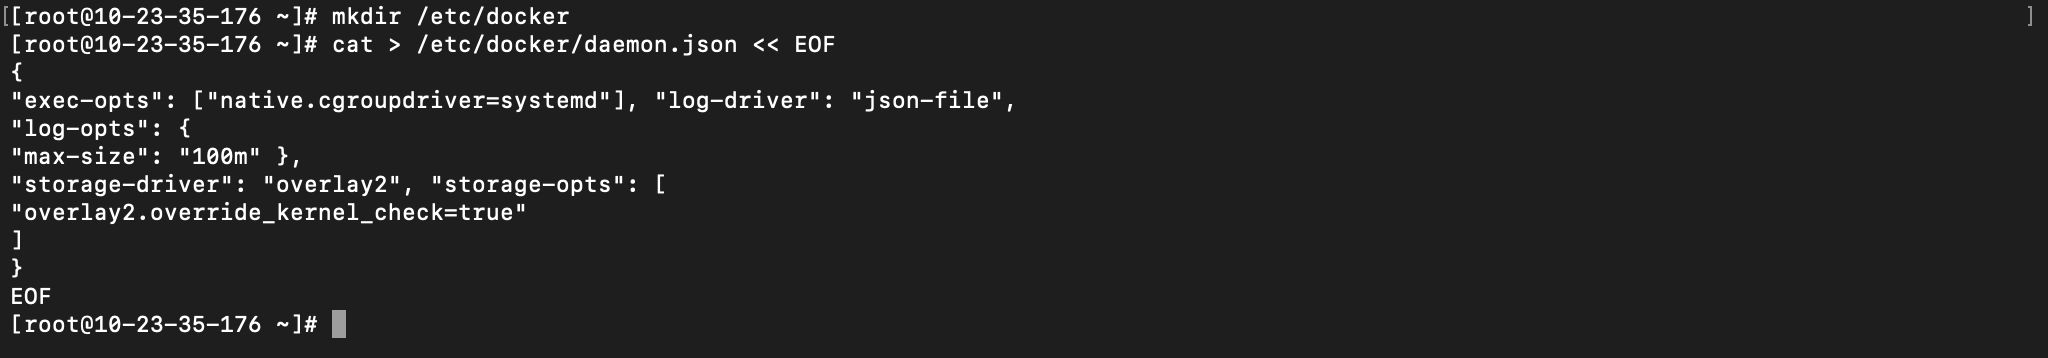 [[root@10-23-35-176 ~]# mkdir /etc/docker ]
[root@10-23-35-176 ~]# cat > /etc/docker/daemon.json << EOF
{
"exec-opts": ["native.cgroupdriver=systemd"], "log-driver": "json-file",
"log-opts": {
"max-size": "100m" },
"storage-driver": "overlay2", "storage-opts": [
"overlay2.override_kernel_check=true"
]
}
EOF
[root@10-23-35-176 ~]#